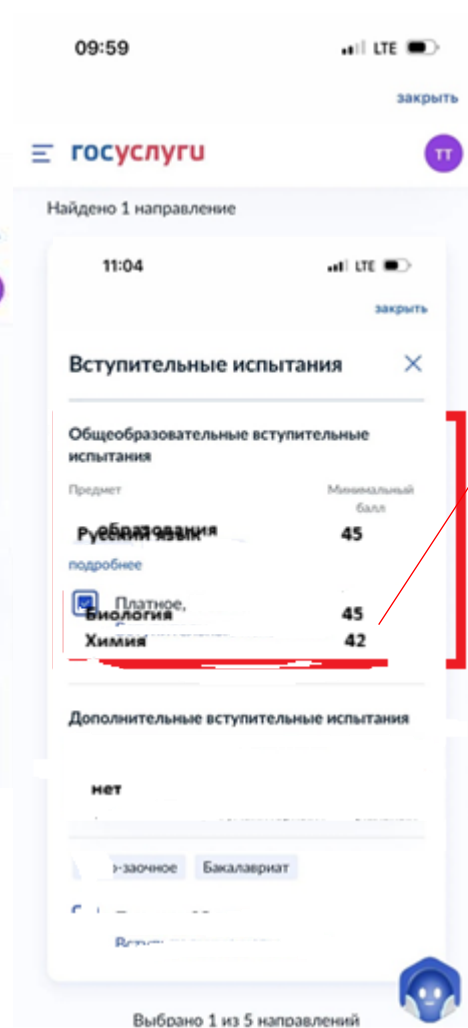 09:59
LTE
закрыть
госуслуги
ТТ
Найдено 1 направление
11:04
LTE
закрыть
Вступительные испытания
Общеобразовательные вступительные
испытания
Предмет Минимальный
балл
Русский язык 45
образования
подробнее
Платное,
Биология 45
Химия 42
Дополнительные вступительные испытания
нет
о-заочное Бакалавриат
Выбрано 1 из 5 направлений